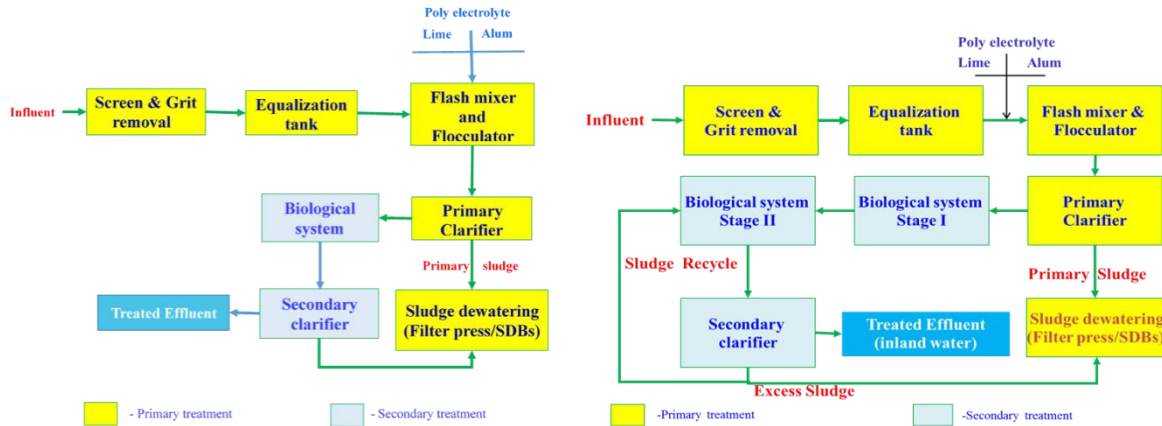 Poly electrolyte
Lime Alum
Influent
Screen & Grit
removal
Equalization
tank
Flash mixer
and
Flocculator
Biological
system
Primary
Clarifier
Primary sludge
Treated Effluent
Secondary
clarifier
Sludge dewatering
(Filter press/SDBs)
- Primary treatment
- Secondary treatment
Poly electrolyte
Lime Alum
Influent
Screen &
Grit removal
Equalization
tank
Flash mixer &
Flocculator
Biological system
Stage II
Biological system
Stage I
Primary
Clarifier
Sludge Recycle
Primary Sludge
Secondary
clarifier
Treated Effluent
(inland water)
Sludge dewatering
(Filter press/SDBs)
Excess Sludge
-Primary treatment
-Secondary treatment